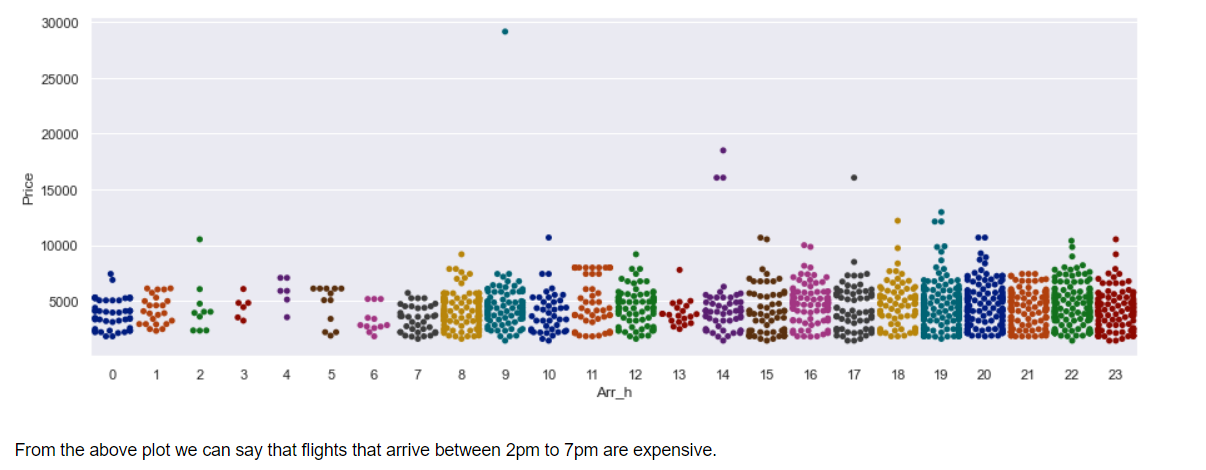 30000
25000
20000
15000
10000
5000
Price
0 1 2 3 4 5 6 7 8 9 10 11 12 13 14 15 16 17 18 19 20 21 22 23
Arr_h
From the above plot we can say that flights that arrive between 2pm to 7pm are expensive.